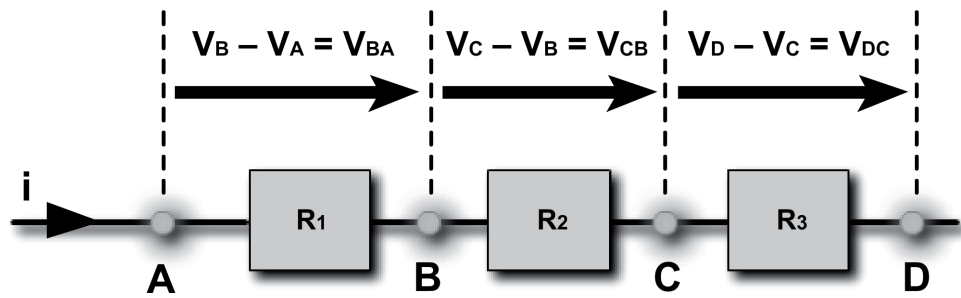 V_B – V_A = V_BA V_C – V_B = V_CB V_D – V_C = V_DC
i
R₁ R₂ R₃
A B C D